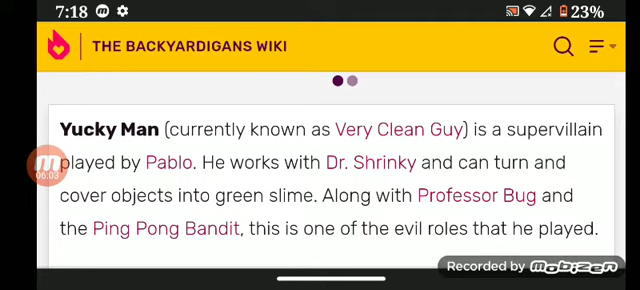 7:18 23%
THE BACKYARDIGANS WIKI
Yucky Man (currently known as Very Clean Guy) is a supervillain
played by Pablo. He works with Dr. Shrinky and can turn and
06:03
cover objects into green slime. Along with Professor Bug and
the Ping Pong Bandit, this is one of the evil roles that he played.
Recorded by mobizen